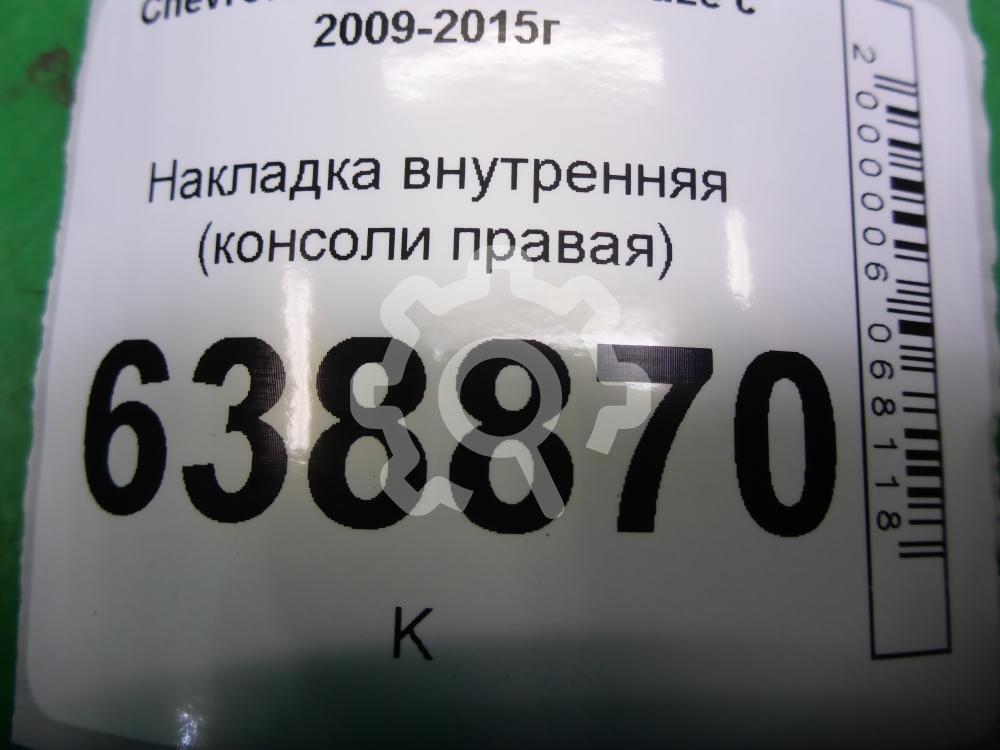 2009-2015г
Накладка внутренняя
(консоли правая)
638870
К
2000006068118